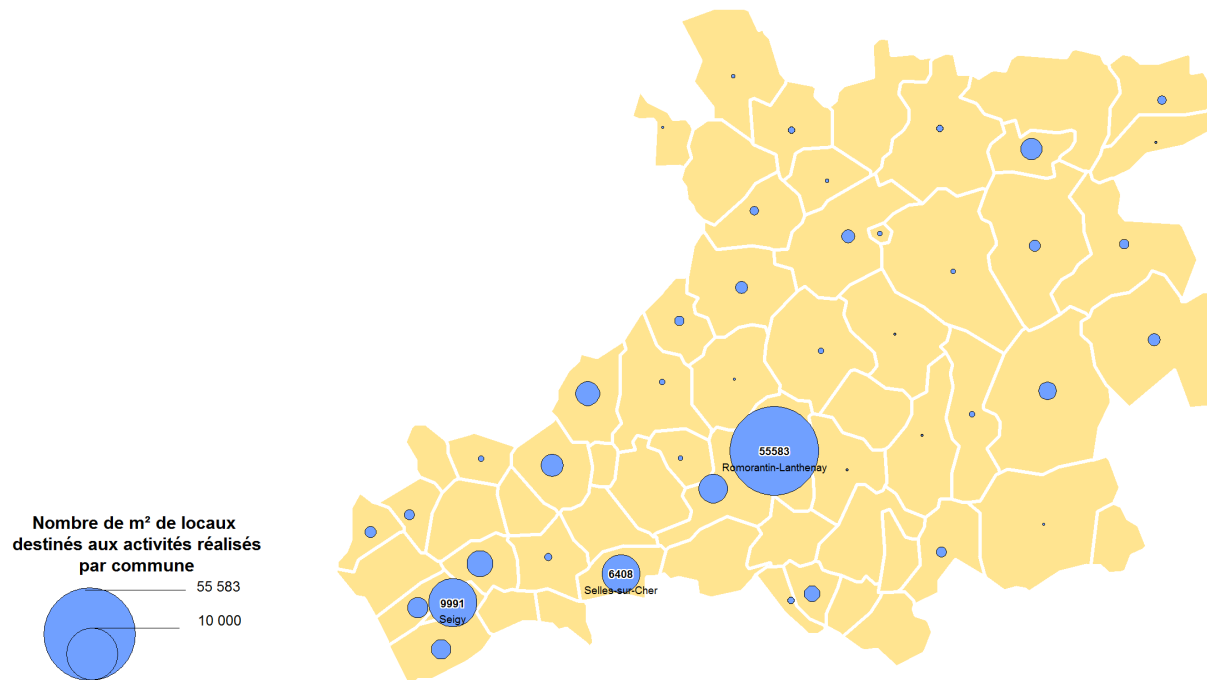 55583
Romorantin-Lanthenay
6408
Selles-sur-Cher
9991
Seigy
Nombre de m² de locaux
destinés aux activités réalisés
par commune
55 583
10 000